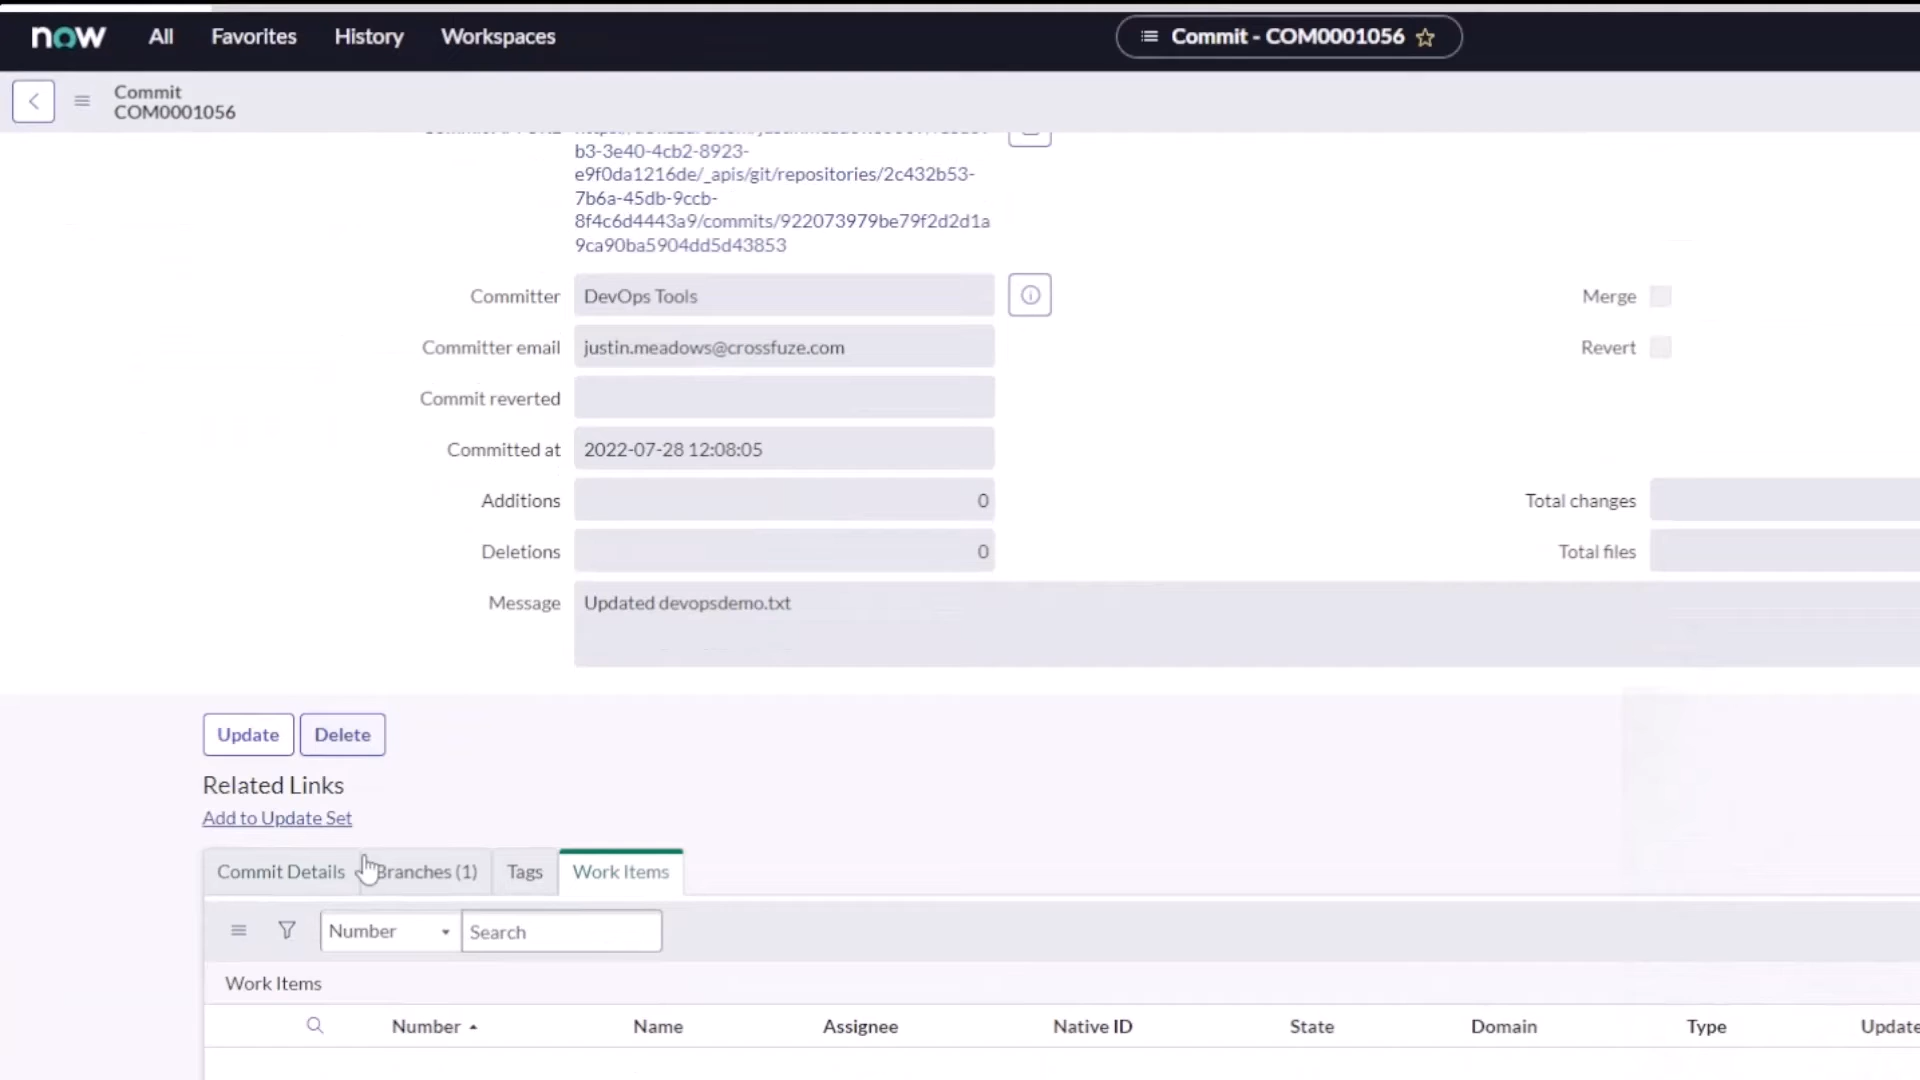 now All Favorites History Workspaces Commit - COM0001056
Commit
COM0001056
b3-3e40-4cb2-8923-
e9f0da1216de/_apis/git/repositories/2c432b53-
7b6a-45db-9ccb-
8f4c6d4443a9/commits/922073979be79f2d2d1a
9ca90ba5904dd5d43853
Committer DevOps Tools Merge
Committer email justin.meadows@crossfuze.com Revert
Commit reverted
Committed at 2022-07-28 12:08:05
Additions 0 Total changes
Deletions 0 Total files
Message Updated devopsdemo.txt
Update Delete
Related Links
Add to Update Set
Commit Details Branches (1) Tags Work Items
Number Search
Work Items
Number Name Assignee Native ID State Domain Type Update